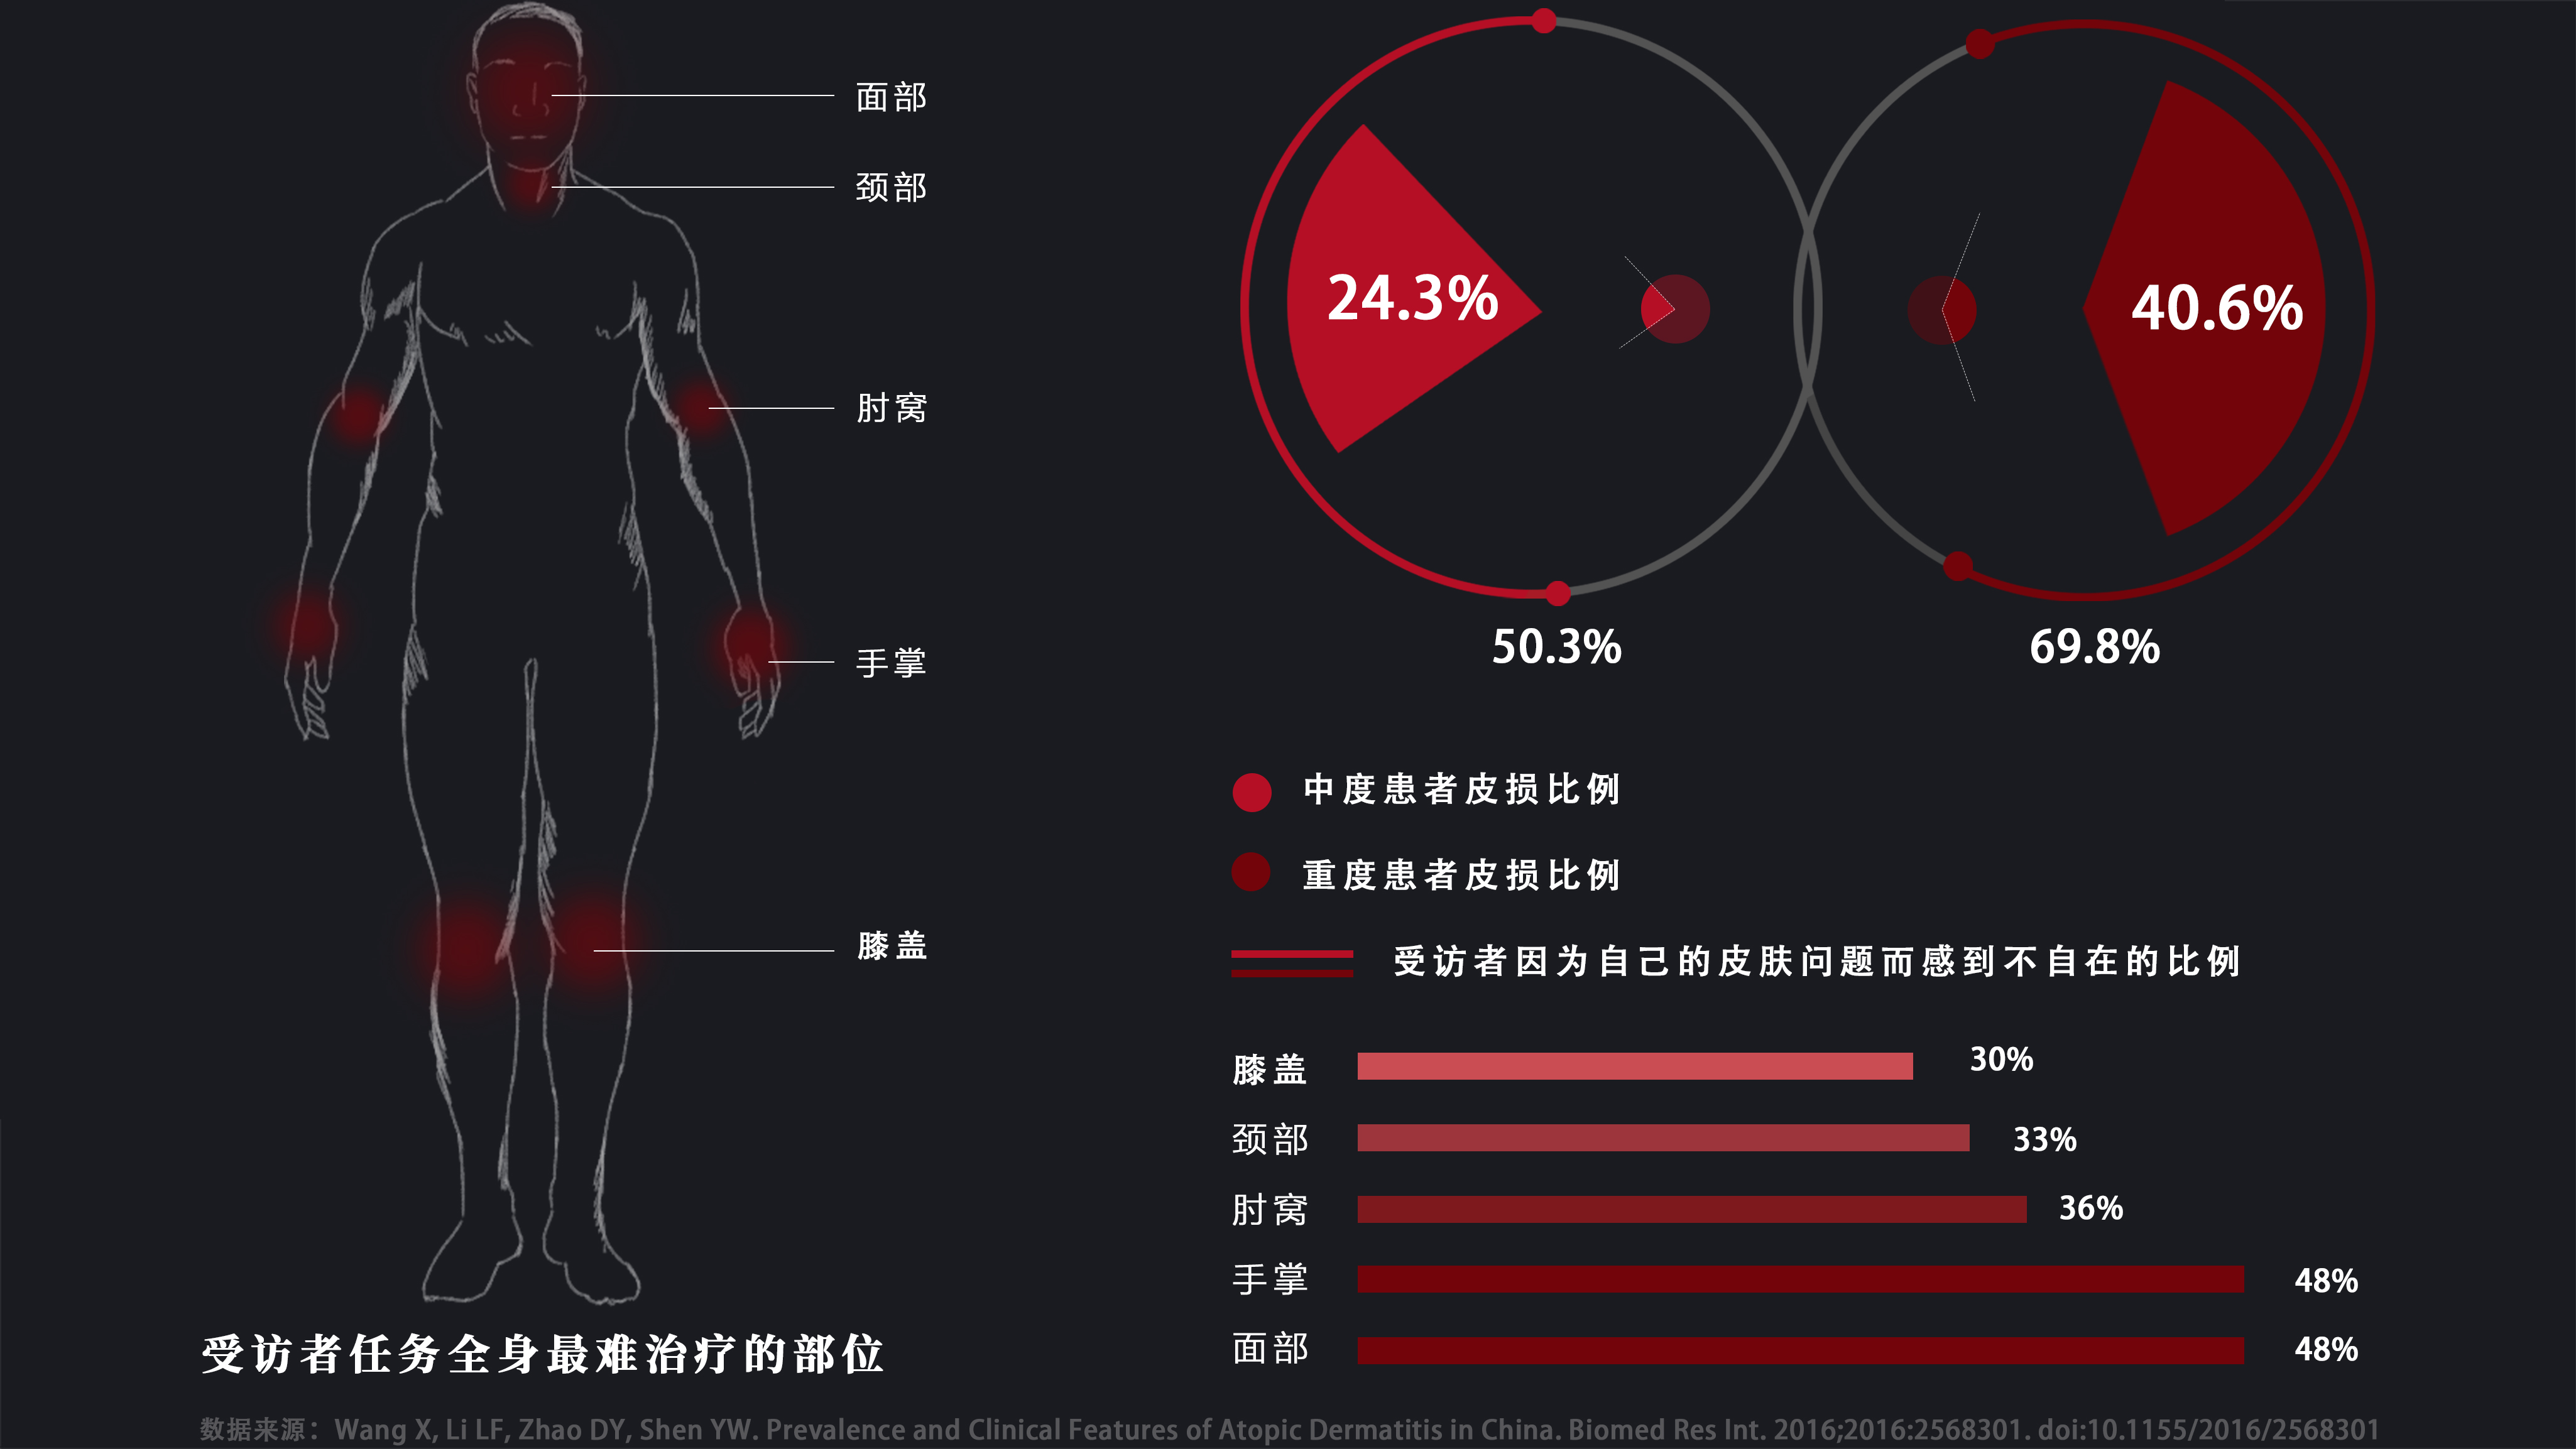 面部
颈部
肘窝
手掌
膝盖
受访者任务全身最难治疗的部位
24.3%
40.6%
50.3%
69.8%
中度患者皮损比例
重度患者皮损比例
受访者因为自己的皮肤问题而感到不自在的比例
膝盖 30%
颈部 33%
肘窝 36%
手掌 48%
面部 48%
数据来源：Wang X, Li LF, Zhao DY, Shen YW. Prevalence and Clinical Features of Atopic Dermatitis in China. Biomed Res Int. 2016;2016:2568301. doi:10.1155/2016/2568301